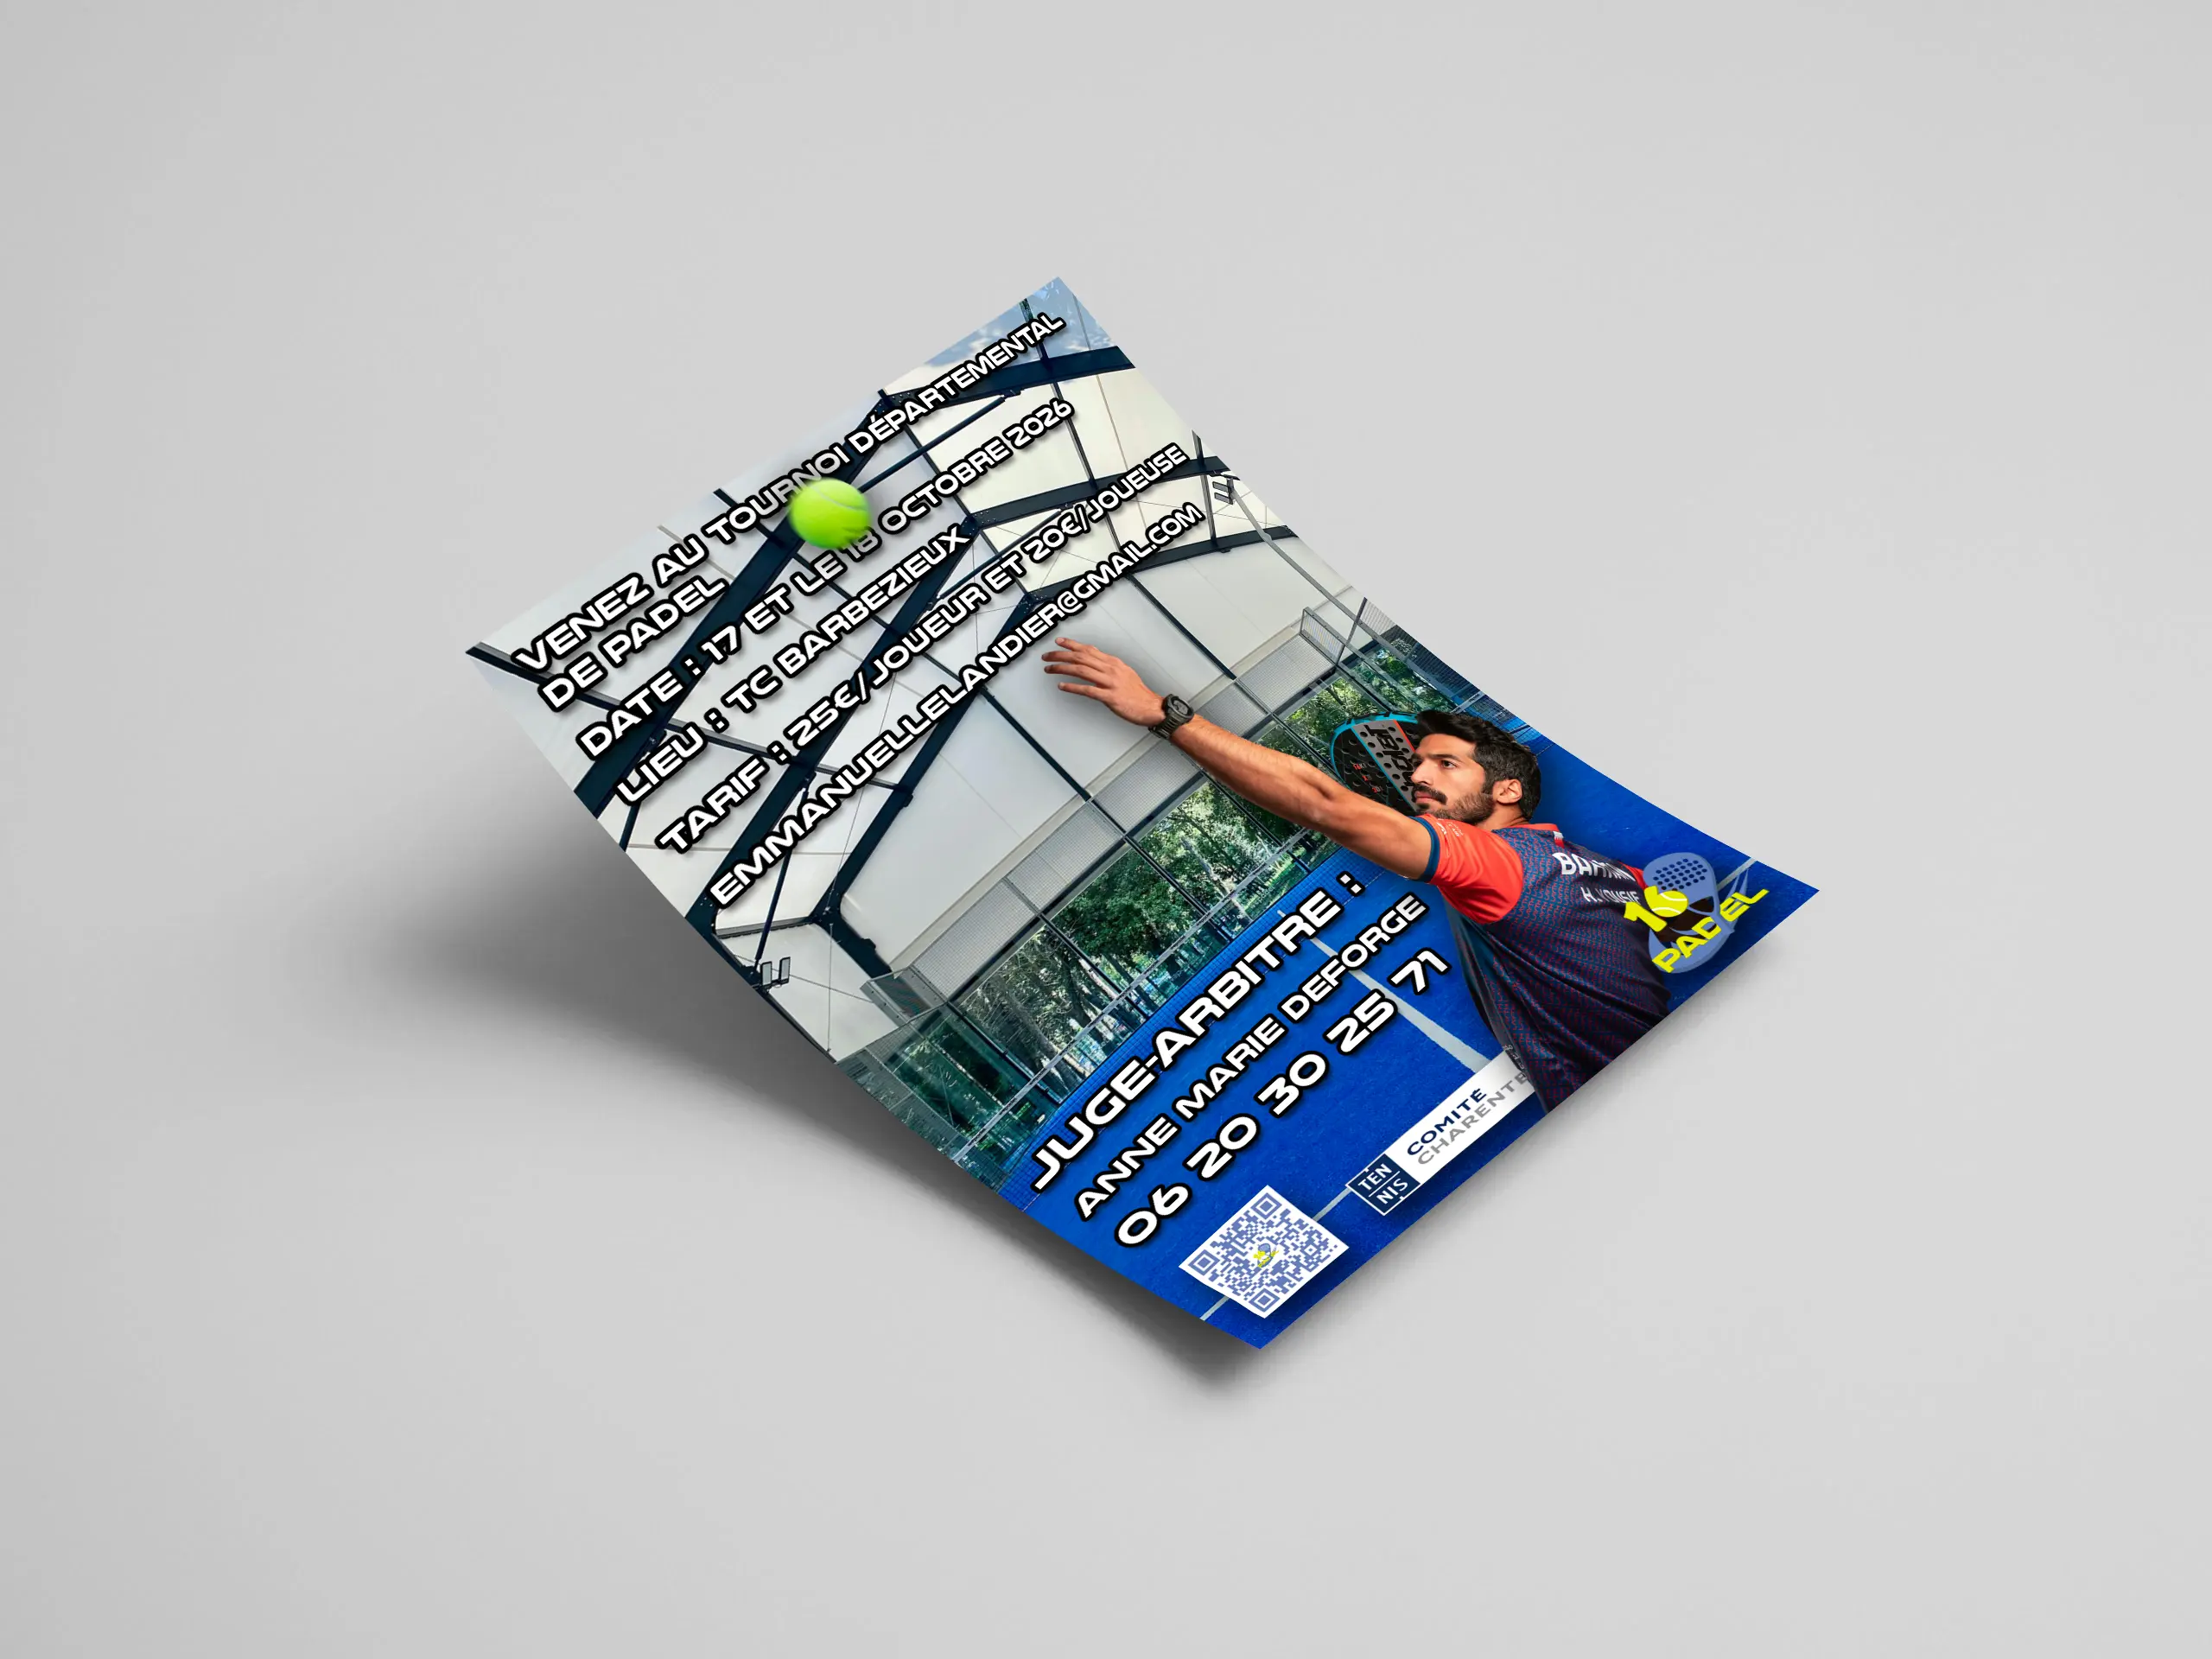 VENEZ AU TOURNOI DÉPARTEMENTAL
DE PADEL
DATE : 17 ET LE 18 OCTOBRE 2026
LIEU : TC BARBEZIEUX
TARIF : 25€/JOUEUR ET 20€/JOUEUSE
EMMANUELLELANDIER@GMAIL.COM
JUGE-ARBITRE :
ANNE MARIE DEFORGE
06 20 30 25 71
16
PADEL
TEN
NIS
COMITÉ
CHARENTE